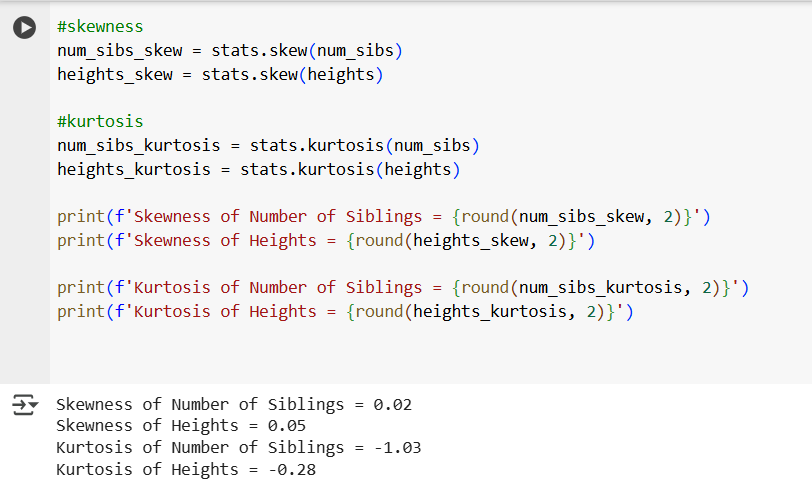 #skewness
num_sibs_skew = stats.skew(num_sibs)
heights_skew = stats.skew(heights)
#kurtosis
num_sibs_kurtosis = stats.kurtosis(num_sibs)
heights_kurtosis = stats.kurtosis(heights)
print(f'Skewness of Number of Siblings = {round(num_sibs_skew, 2)}')
print(f'Skewness of Heights = {round(heights_skew, 2)}')
print(f'Kurtosis of Number of Siblings = {round(num_sibs_kurtosis, 2)}')
print(f'Kurtosis of Heights = {round(heights_kurtosis, 2)}')
Skewness of Number of Siblings = 0.02
Skewness of Heights = 0.05
Kurtosis of Number of Siblings = -1.03
Kurtosis of Heights = -0.28